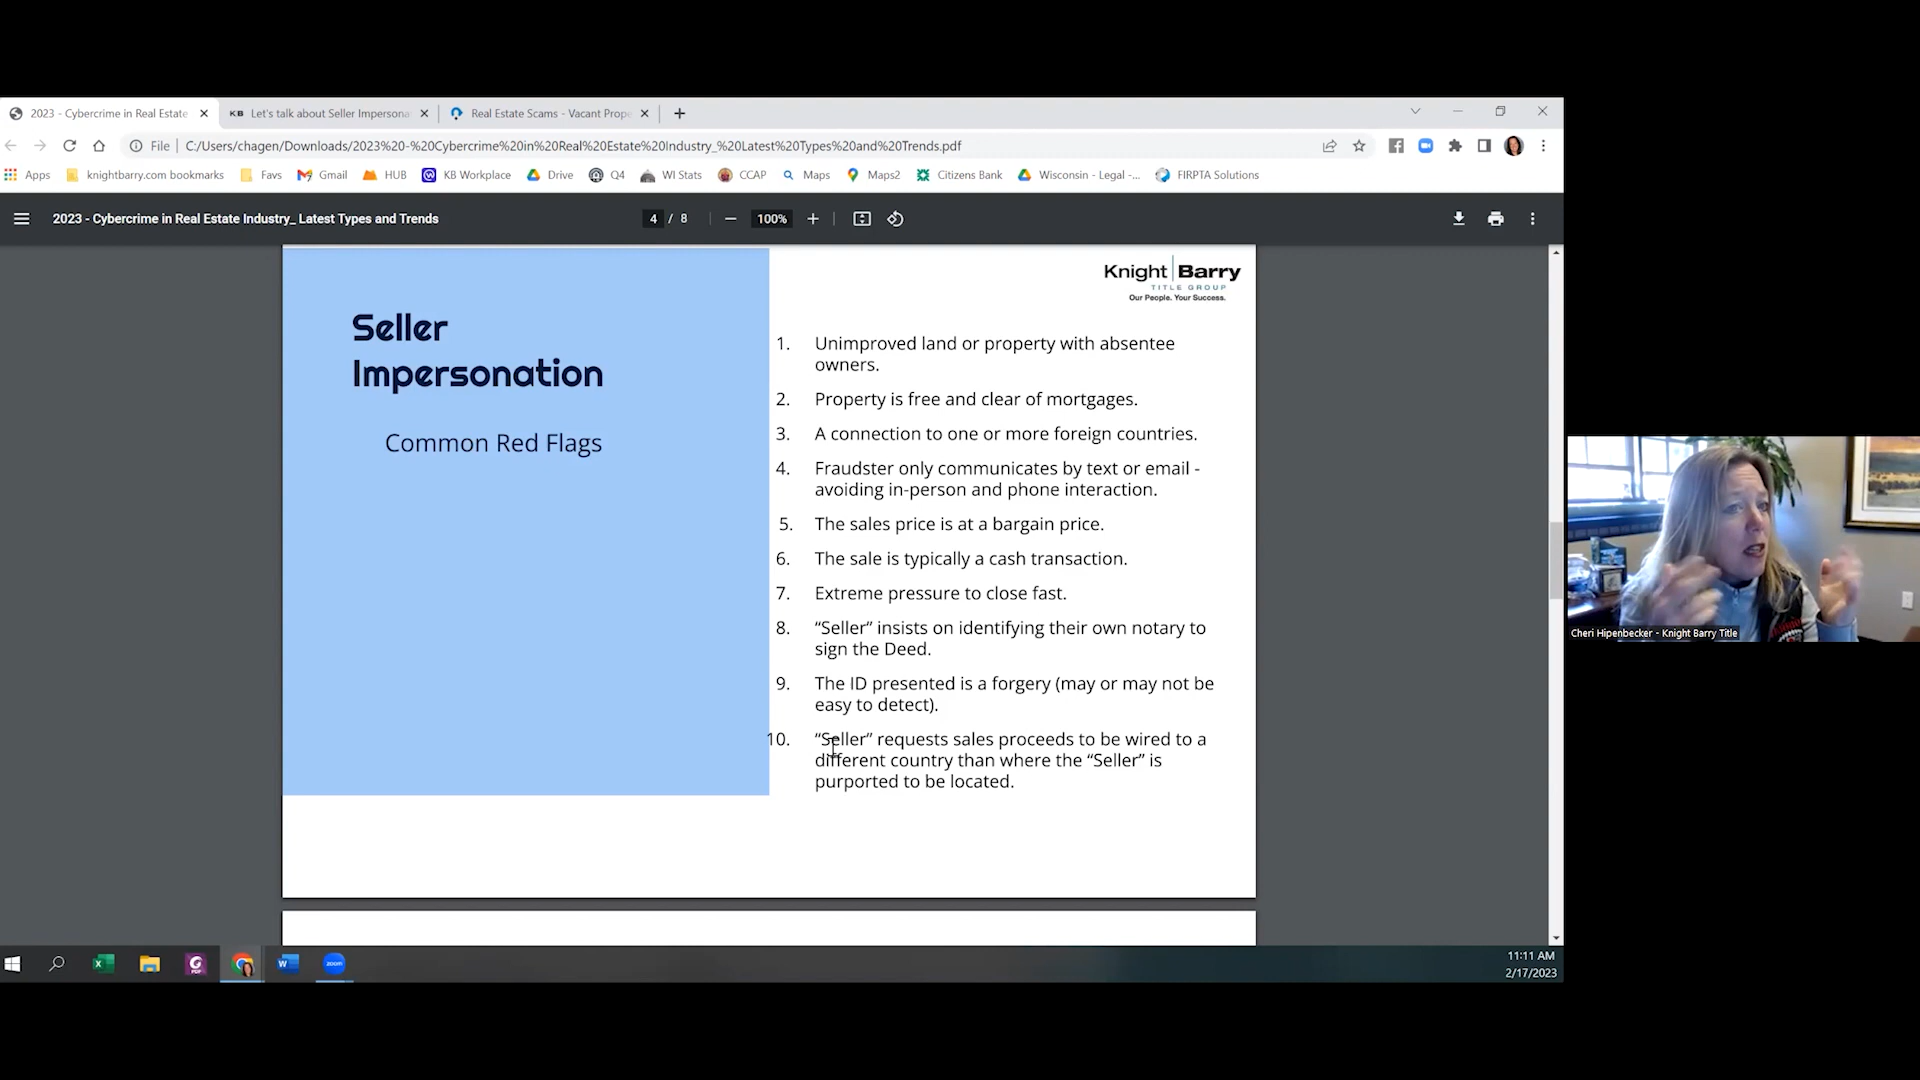 2023 - Cybercrime in Real Estate
KB Let's talk about Seller Impersona
Real Estate Scams - Vacant Prope
File
C:/Users/chagen/Downloads/2023%20-%20Cybercrime%20in%20Real%20Estate%20Industry_%20Latest%20Types%20and%20Trends.pdf
Apps
knightbarry.com bookmarks
Favs
Gmail
HUB
KB Workplace
Drive
Q4
WI Stats
CCAP
Maps
Maps2
Citizens Bank
Wisconsin - Legal -...
FIRPTA Solutions
2023 - Cybercrime in Real Estate Industry_ Latest Types and Trends
4 / 8
100%
Knight Barry
TITLE GROUP
Our People. Your Success.
Seller
Impersonation
Common Red Flags
1. Unimproved land or property with absentee
owners.
2. Property is free and clear of mortgages.
3. A connection to one or more foreign countries.
4. Fraudster only communicates by text or email -
avoiding in-person and phone interaction.
5. The sales price is at a bargain price.
6. The sale is typically a cash transaction.
7. Extreme pressure to close fast.
8. “Seller” insists on identifying their own notary to
sign the Deed.
9. The ID presented is a forgery (may or may not be
easy to detect).
10. “Seller” requests sales proceeds to be wired to a
different country than where the “Seller” is
purported to be located.
Cheri Hipenbecker - Knight Barry Title
zoom
11:11 AM
2/17/2023